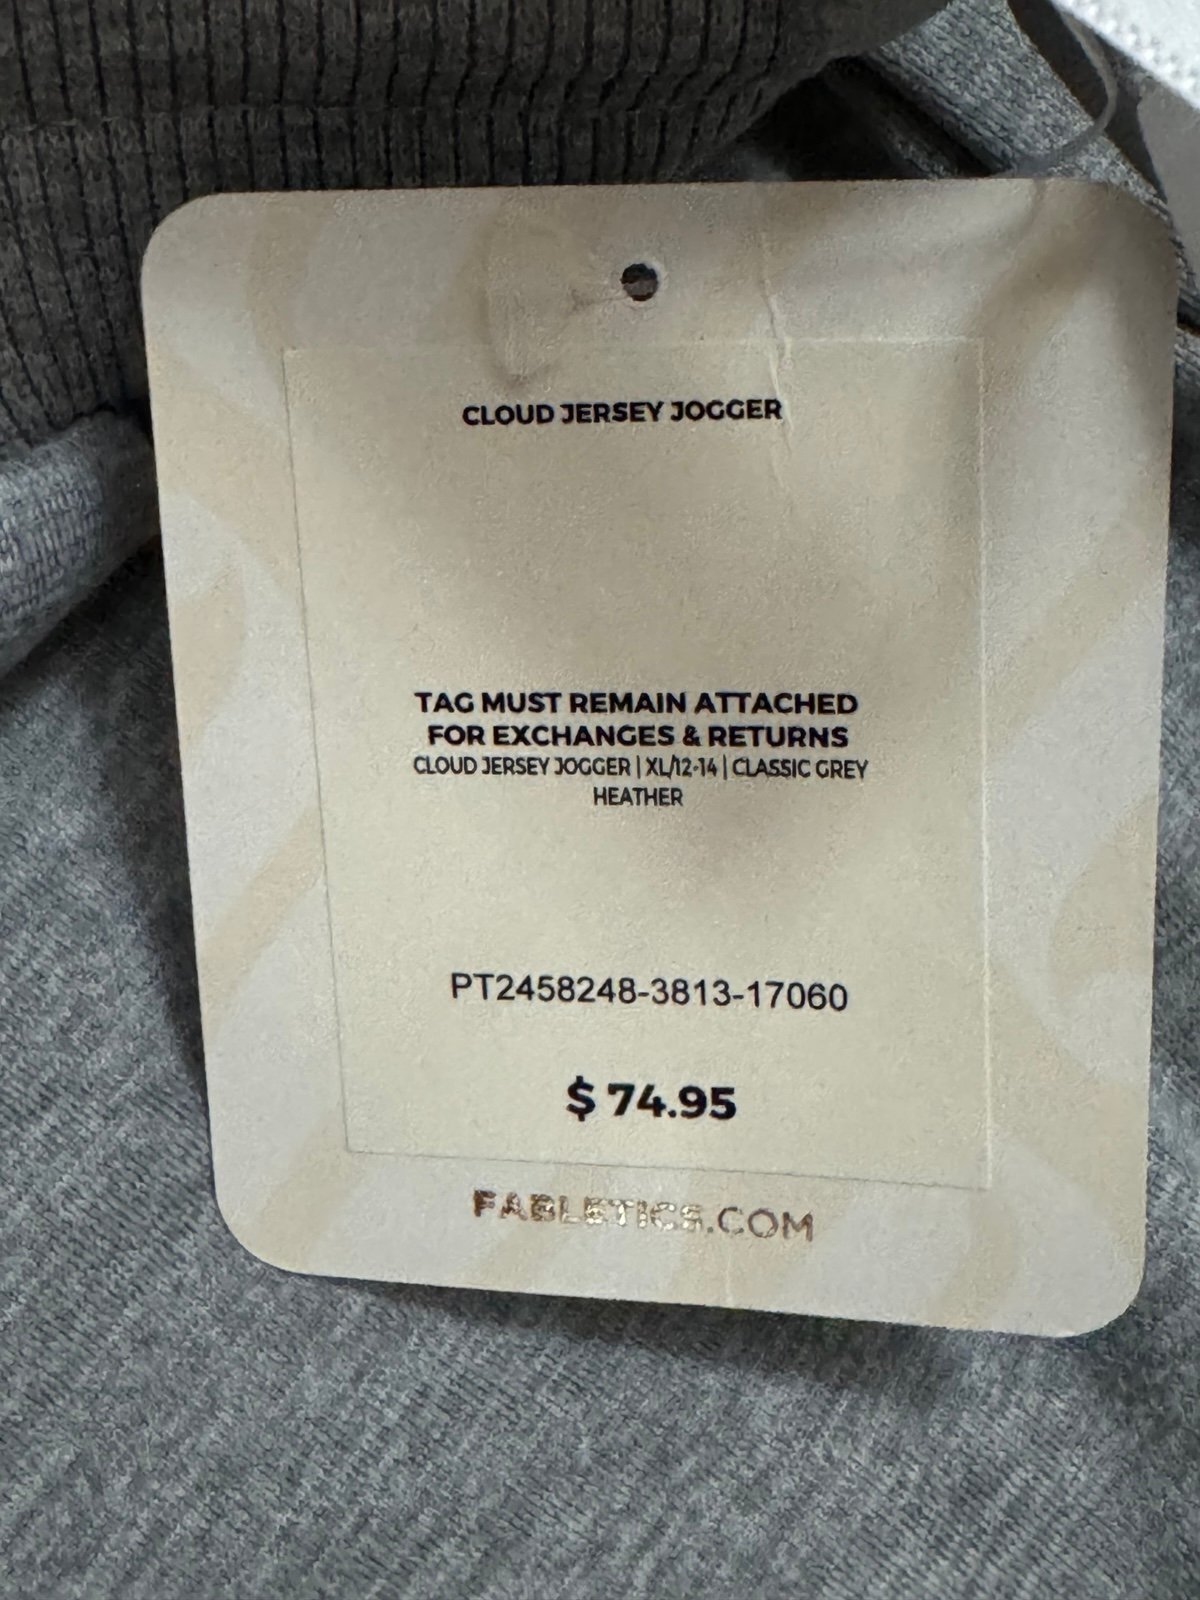 CLOUD JERSEY JOGGER
TAG MUST REMAIN ATTACHED
FOR EXCHANGES & RETURNS
CLOUD JERSEY JOGGER | XL/12-14 | CLASSIC GREY
HEATHER
PT2458248-3813-17060
$ 74.95
FABLETICS.COM